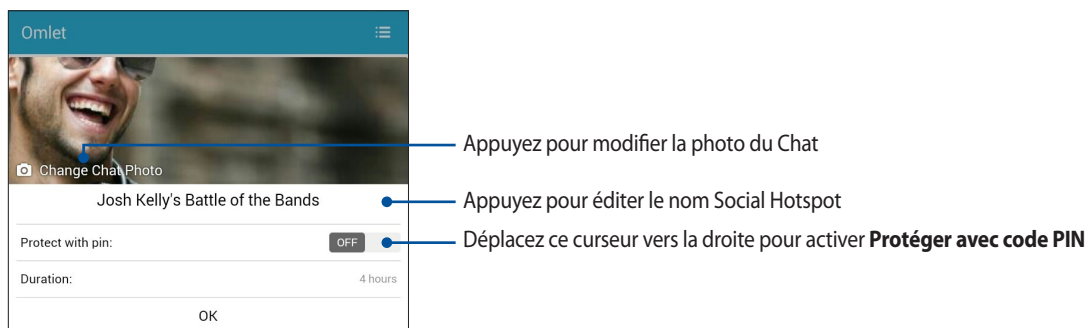 Omlet
Change Chat Photo
Appuyez pour modifier la photo du Chat
Josh Kelly's Battle of the Bands
Appuyez pour éditer le nom Social Hotspot
Protect with pin:
OFF
Déplacez ce curseur vers la droite pour activer Protéger avec code PIN
Duration:
4 hours
OK